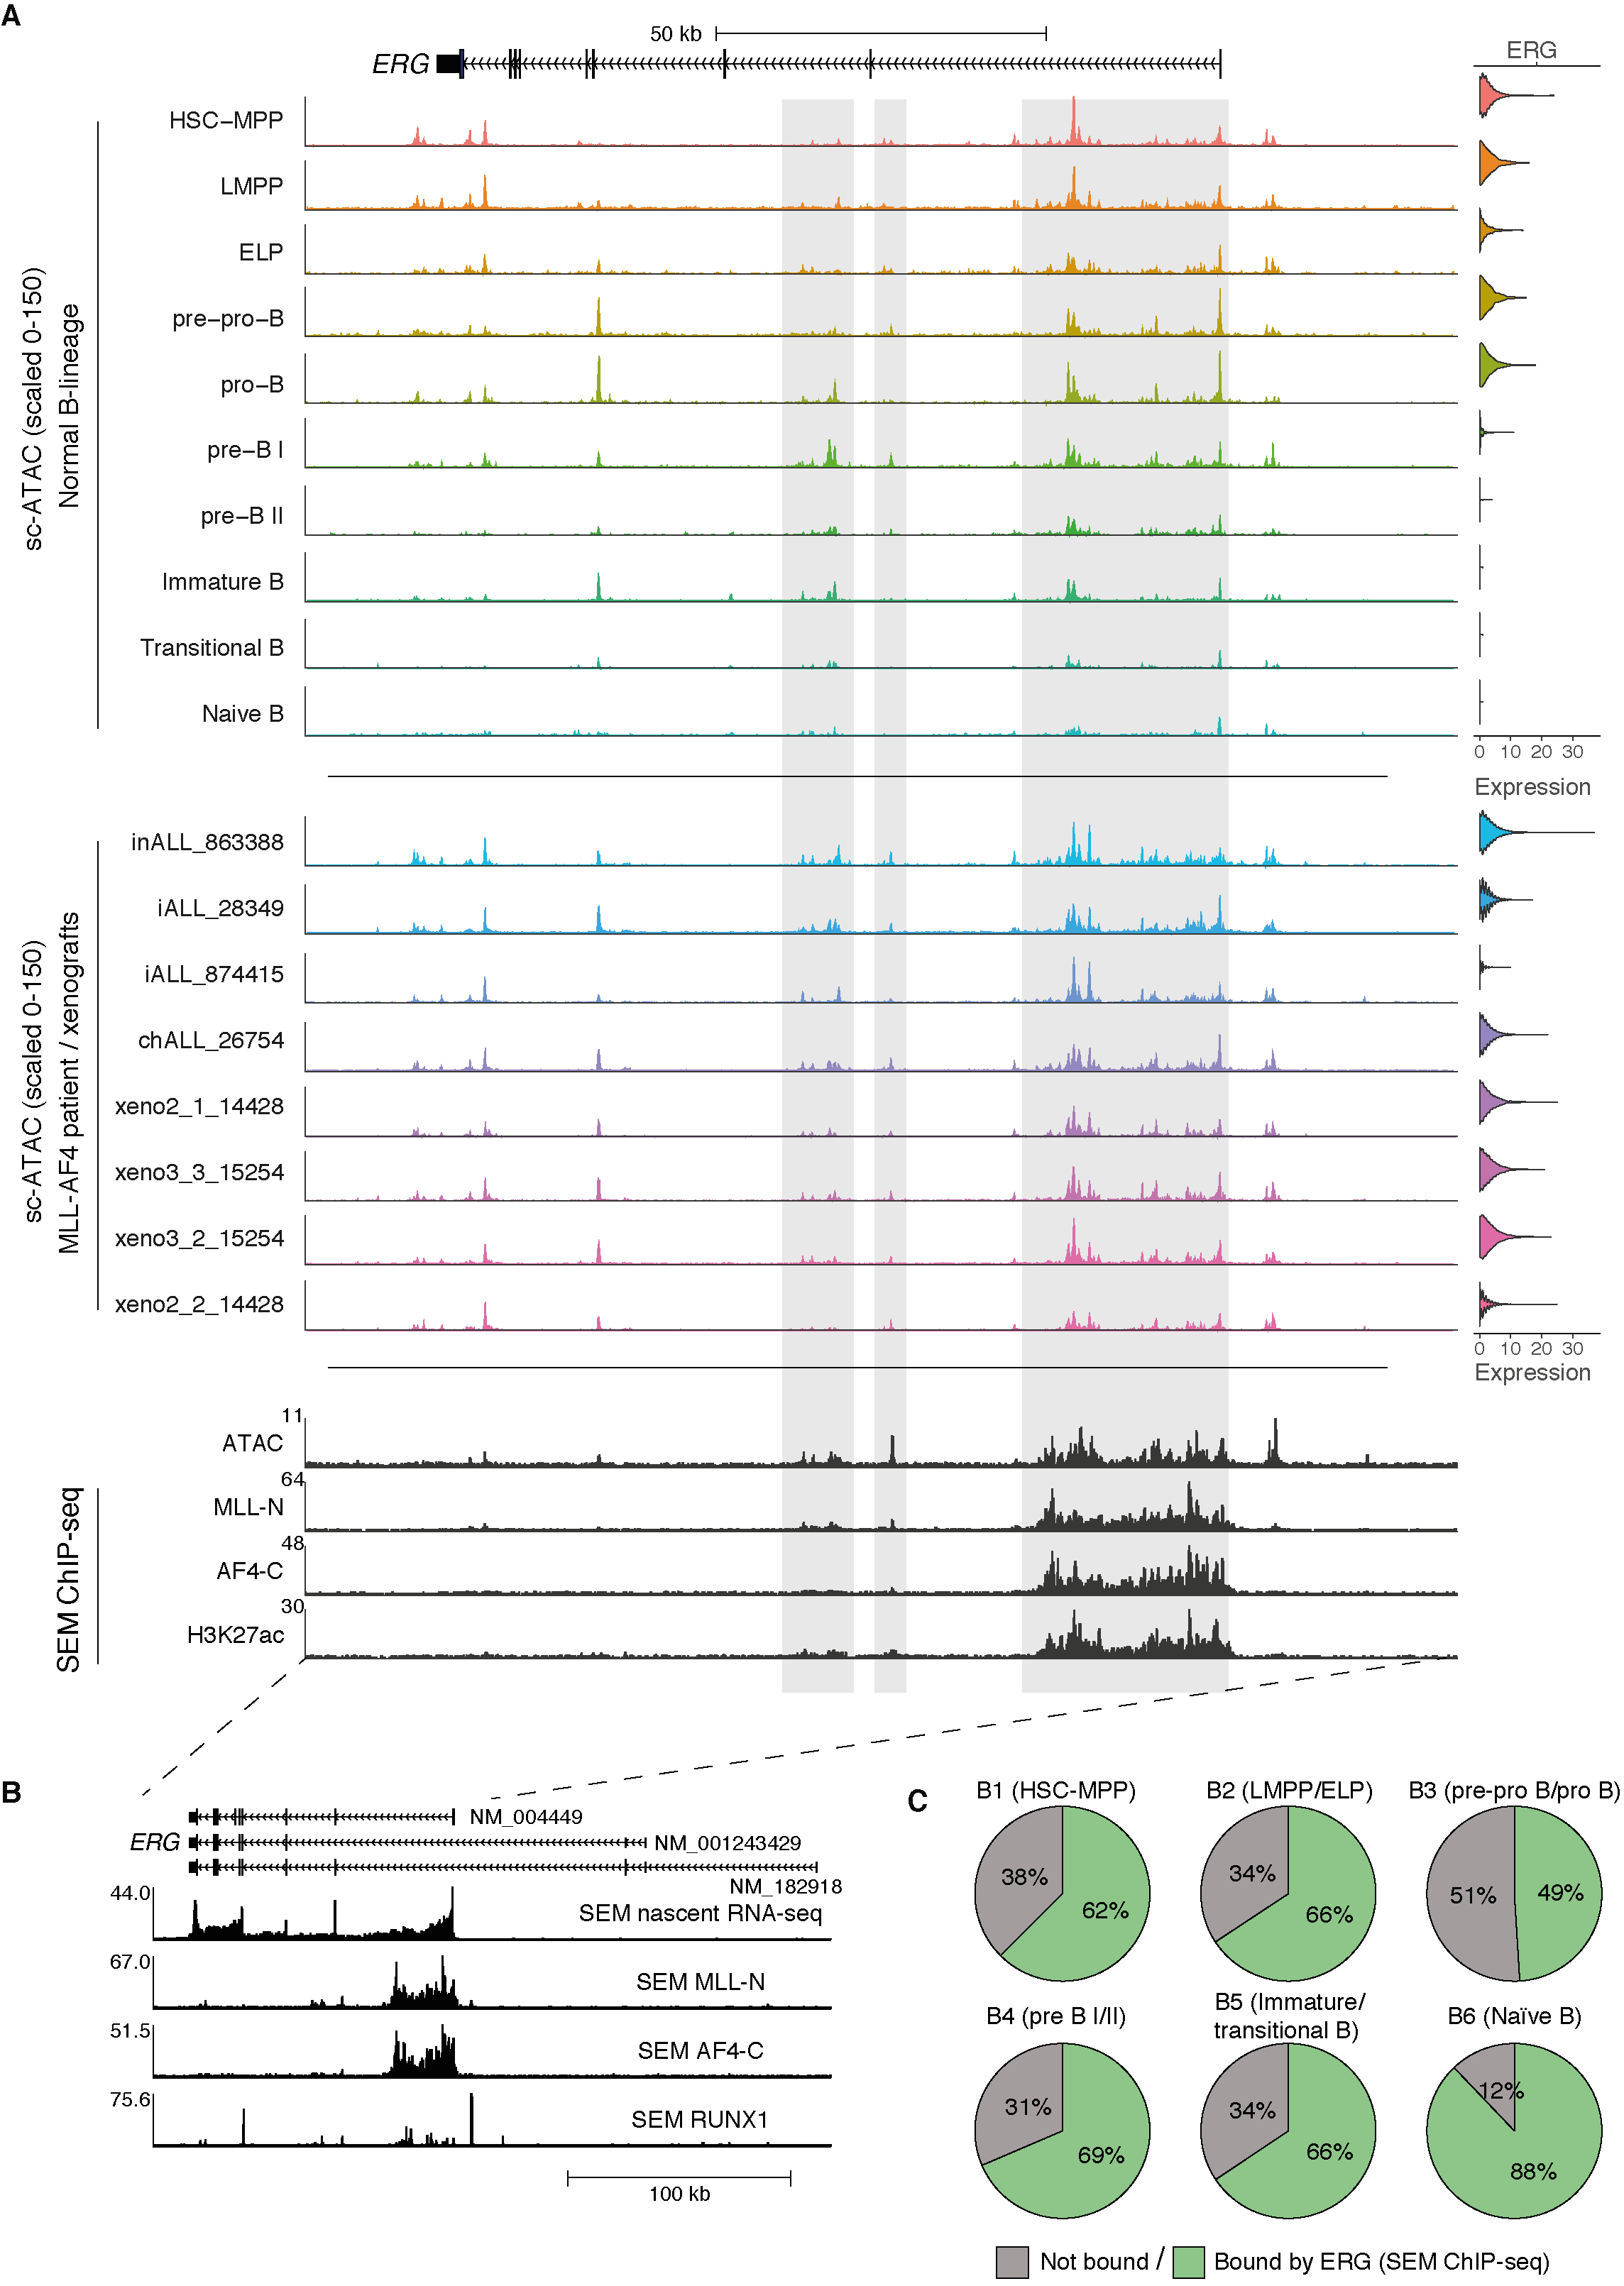 A
50 kb
ERG
ERG
sc-ATAC (scaled 0-150)
Normal B-lineage
HSC−MPP
LMPP
ELP
pre−pro−B
pro−B
pre−B I
pre−B II
Immature B
Transitional B
Naive B
0 10 20 30
Expression
sc-ATAC (scaled 0-150)
MLL-AF4 patient / xenografts
inALL_863388
iALL_28349
iALL_874415
chALL_26754
xeno2_1_14428
xeno3_3_15254
xeno3_2_15254
xeno2_2_14428
0 10 20 30
Expression
11
ATAC
SEM ChIP-seq
64
MLL-N
48
AF4-C
30
H3K27ac
B
NM_004449
ERG
NM_001243429
NM_182918
44.0
SEM nascent RNA-seq
67.0
SEM MLL-N
51.5
SEM AF4-C
75.6
SEM RUNX1
100 kb
C
B1 (HSC-MPP)
38%
62%
B2 (LMPP/ELP)
34%
66%
B3 (pre-pro B/pro B)
51%
49%
B4 (pre B I/II)
31%
69%
B5 (Immature/
transitional B)
34%
66%
B6 (Naïve B)
12%
88%
Not bound / Bound by ERG (SEM ChIP-seq)